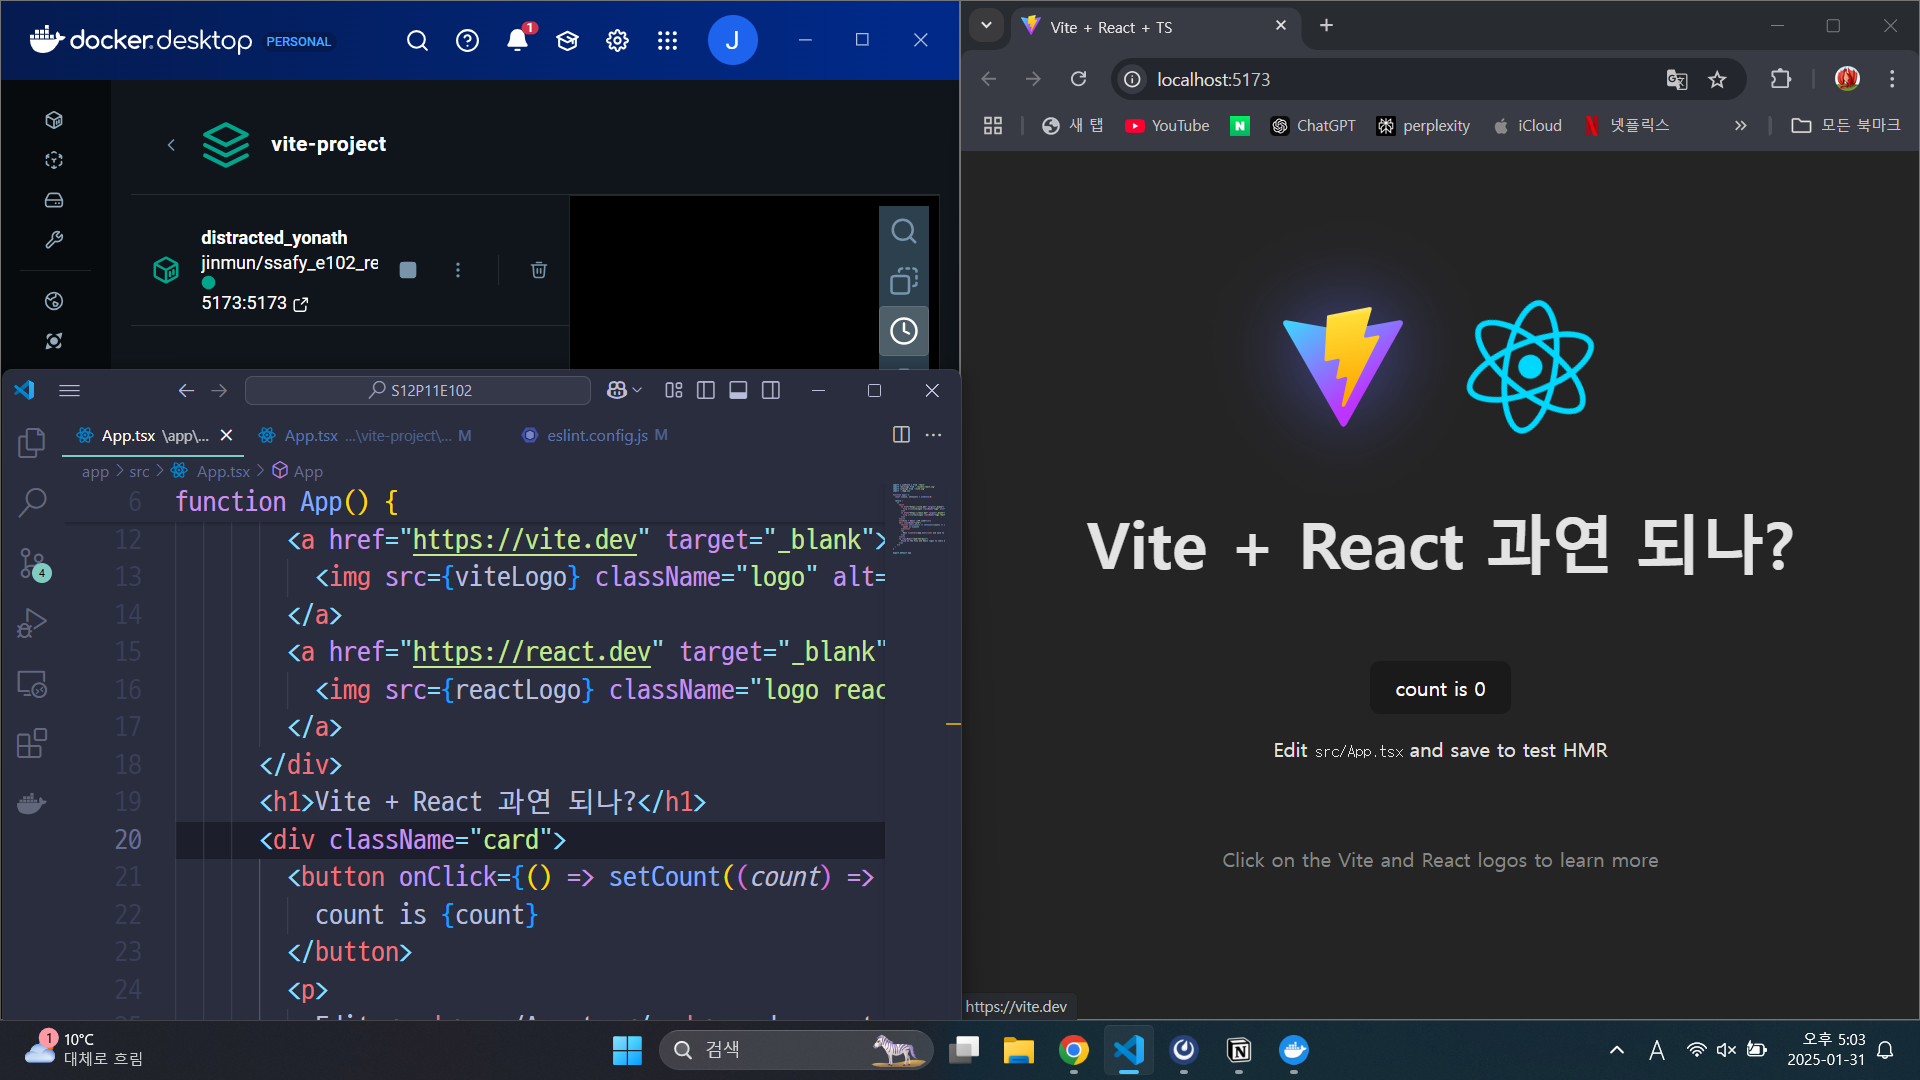 docker.desktop PERSONAL
1
J
vite-project
distracted_yonath
jinmun/ssafy_e102_re
5173:5173
S12P11E102
App.tsx \app\... App.tsx ...\vite-project\... M eslint.config.js M
app > src > App.tsx > App
6 function App() {
12 <a href="https://vite.dev" target="_blank">
13 <img src={viteLogo} className="logo" alt=
14 </a>
15 <a href="https://react.dev" target="_blank"
16 <img src={reactLogo} className="logo reac
17 </a>
18 </div>
19 <h1>Vite + React 과연 되나?</h1>
20 <div className="card">
21 <button onClick={() => setCount((count) =>
22 count is {count}
23 </button>
24 <p>
4
Vite + React + TS
localhost:5173
새 탭 YouTube N ChatGPT perplexity iCloud 넷플릭스 모든 북마크
Vite + React 과연 되나?
count is 0
Edit src/App.tsx and save to test HMR
Click on the Vite and React logos to learn more
https://vite.dev
1
10°C
대체로 흐림
검색
A
오후 5:03
2025-01-31